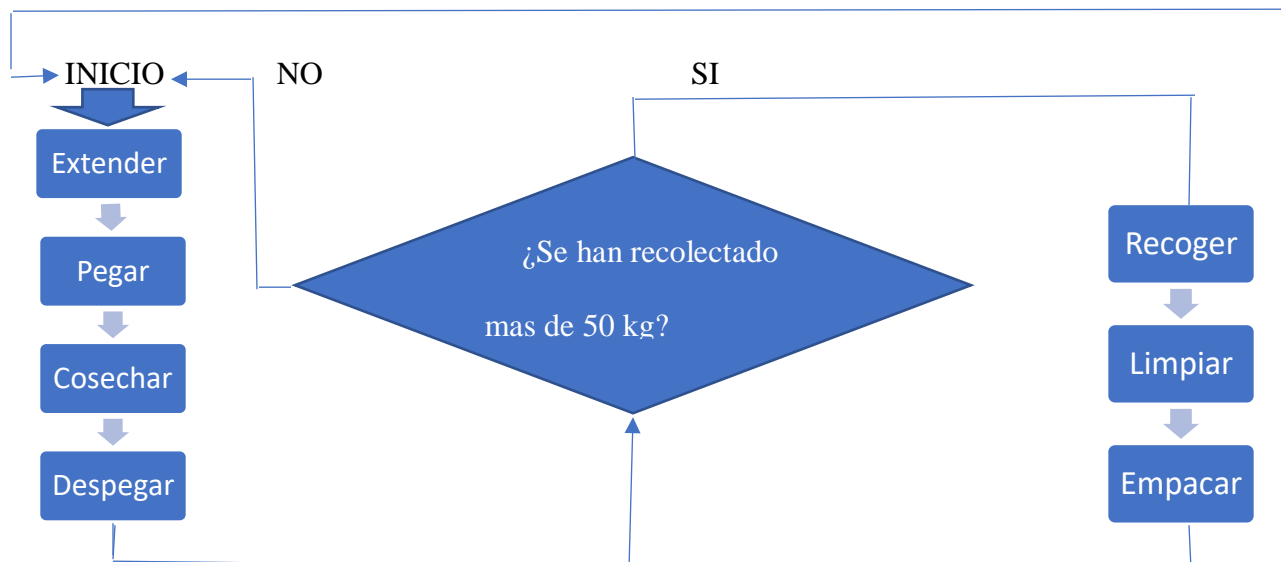 INICIO
NO
SI
Extender
Pegar
Cosechar
Despegar
¿Se han recolectado
mas de 50 kg?
Recoger
Limpiar
Empacar